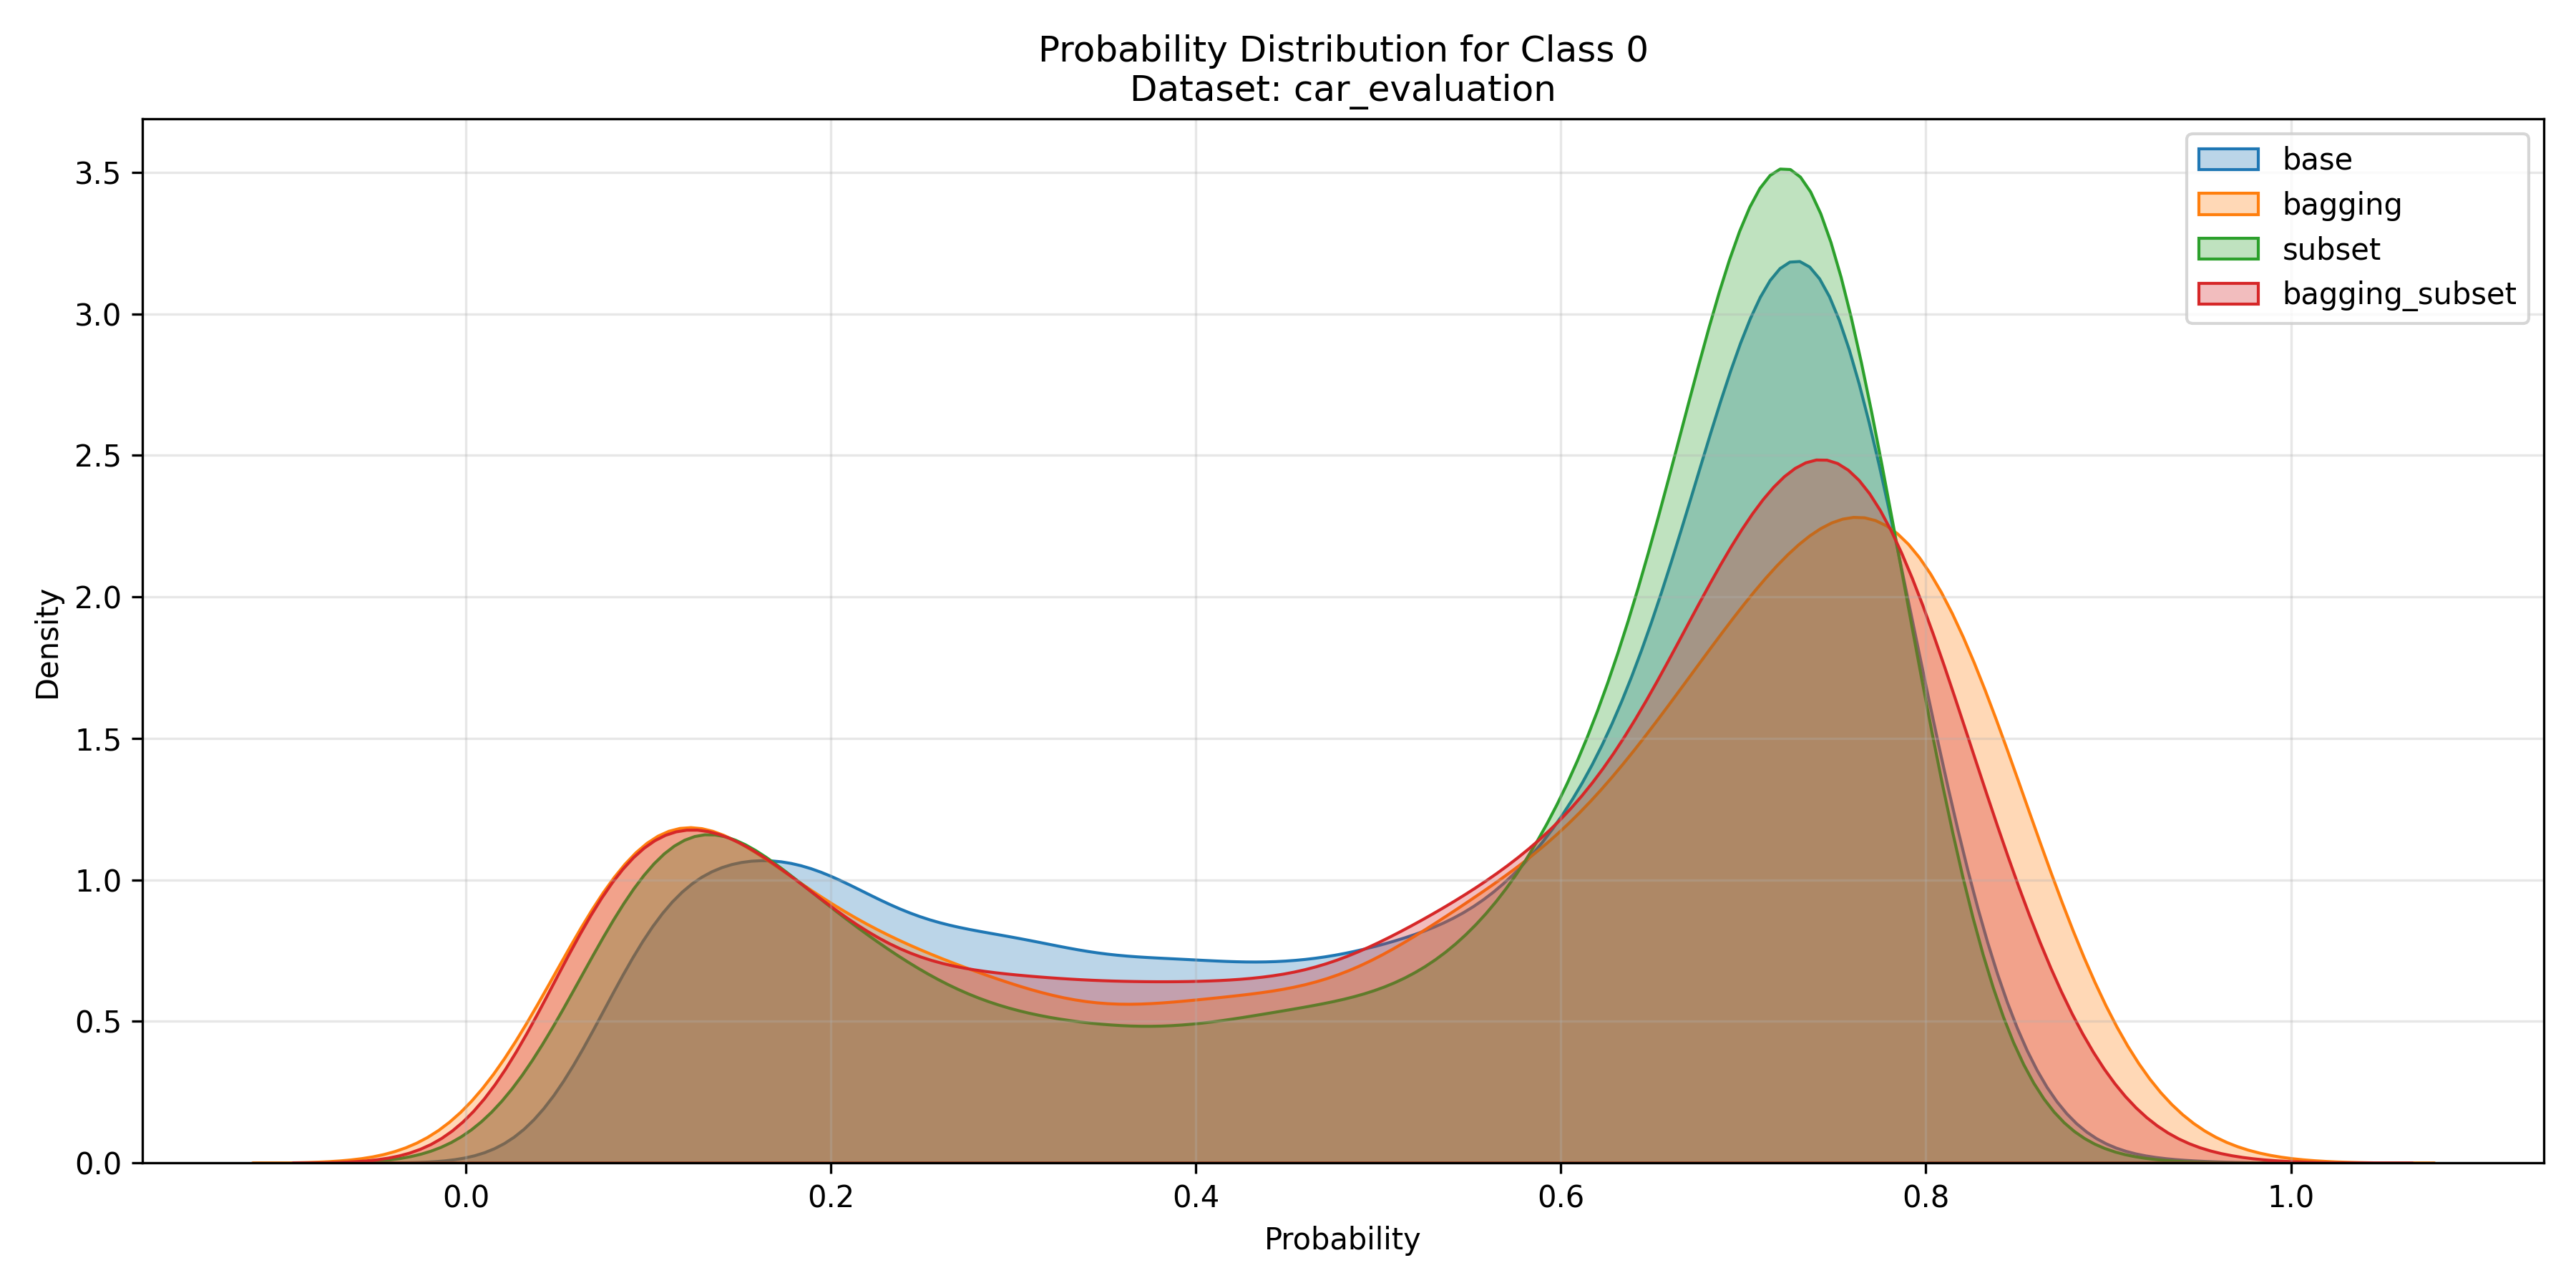 Probability Distribution for Class 0
Dataset: car_evaluation
base
bagging
subset
bagging_subset
3.5
3.0
2.5
2.0
1.5
1.0
0.5
0.0
Density
0.0 0.2 0.4 0.6 0.8 1.0
Probability